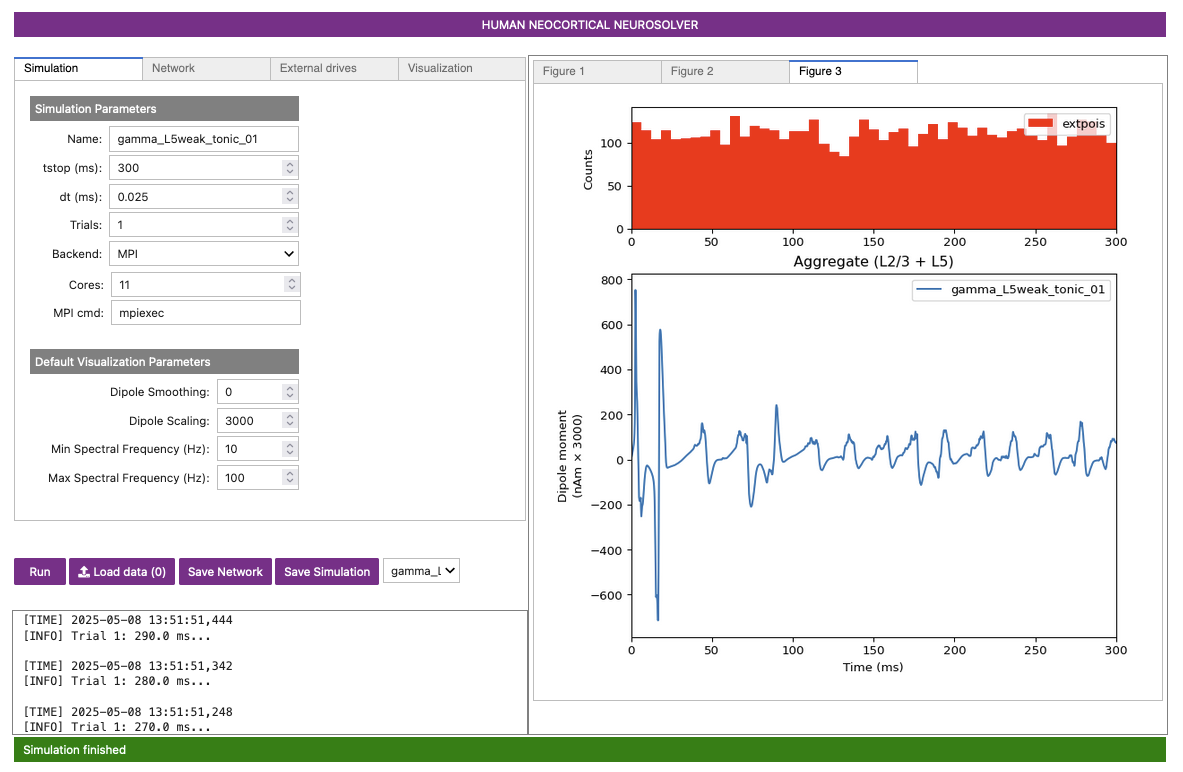 HUMAN NEOCORTICAL NEUROSOLVER
Simulation
Network
External drives
Visualization
Simulation Parameters
Name: gamma_L5weak_tonic_01
tstop (ms): 300
dt (ms): 0.025
Trials: 1
Backend: MPI
Cores: 11
MPI cmd: mpiexec
Default Visualization Parameters
Dipole Smoothing: 0
Dipole Scaling: 3000
Min Spectral Frequency (Hz): 10
Max Spectral Frequency (Hz): 100
Run
Load data (0)
Save Network
Save Simulation
gamma_L
[TIME] 2025-05-08 13:51:51,444
[INFO] Trial 1: 290.0 ms...
[TIME] 2025-05-08 13:51:51,342
[INFO] Trial 1: 280.0 ms...
[TIME] 2025-05-08 13:51:51,248
[INFO] Trial 1: 270.0 ms...
Figure 1
Figure 2
Figure 3
extpois
Counts
100
50
0
0 50 100 150 200 250 300
Aggregate (L2/3 + L5)
gamma_L5weak_tonic_01
Dipole moment
(nAm × 3000)
800
600
400
200
0
−200
−400
−600
0 50 100 150 200 250 300
Time (ms)
Simulation finished